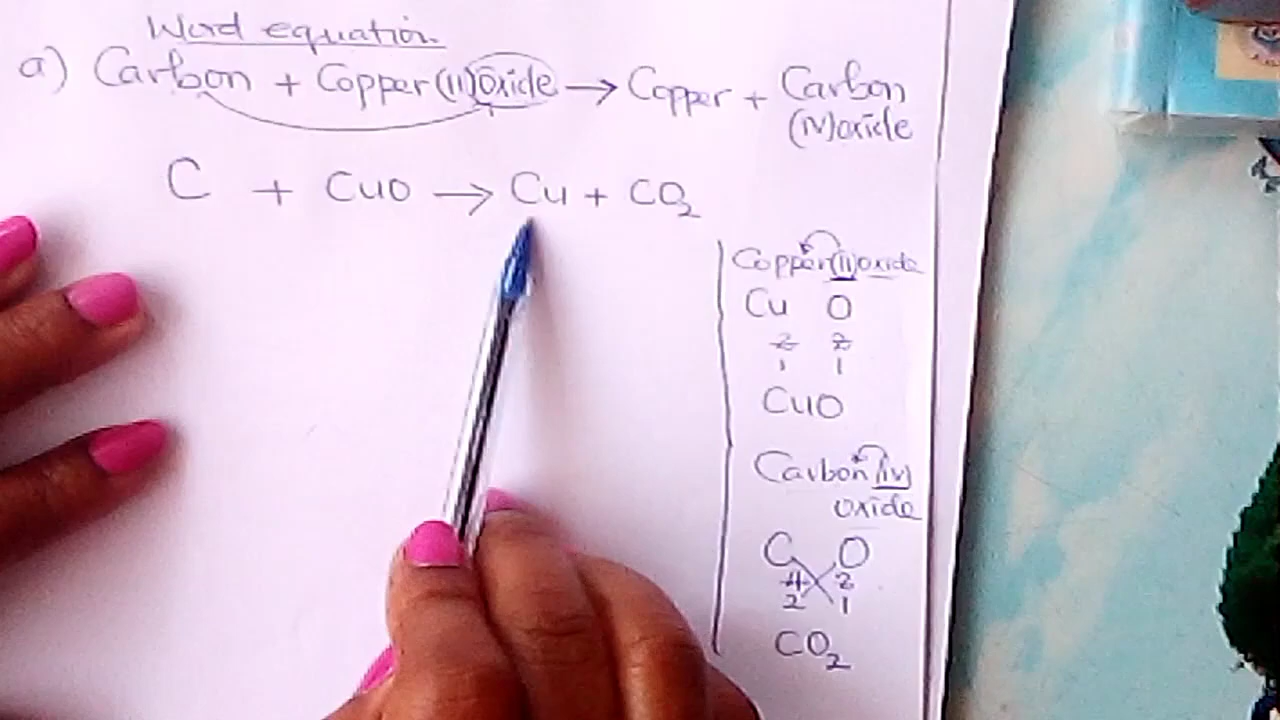 Word equation
a) Carbon + Copper(II)Oxide → Copper + Carbon
(IV)oxide
C + CuO → Cu + CO₂
Copper(II)oxide
Cu O
2 2
1 1
CuO
Carbon(IV)
oxide
C O
4 2
2 1
CO₂